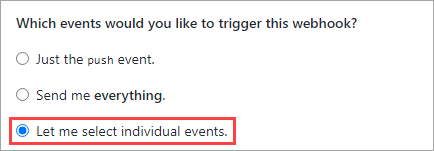 Which events would you like to trigger this webhook?
Just the push event.
Send me everything.
Let me select individual events.